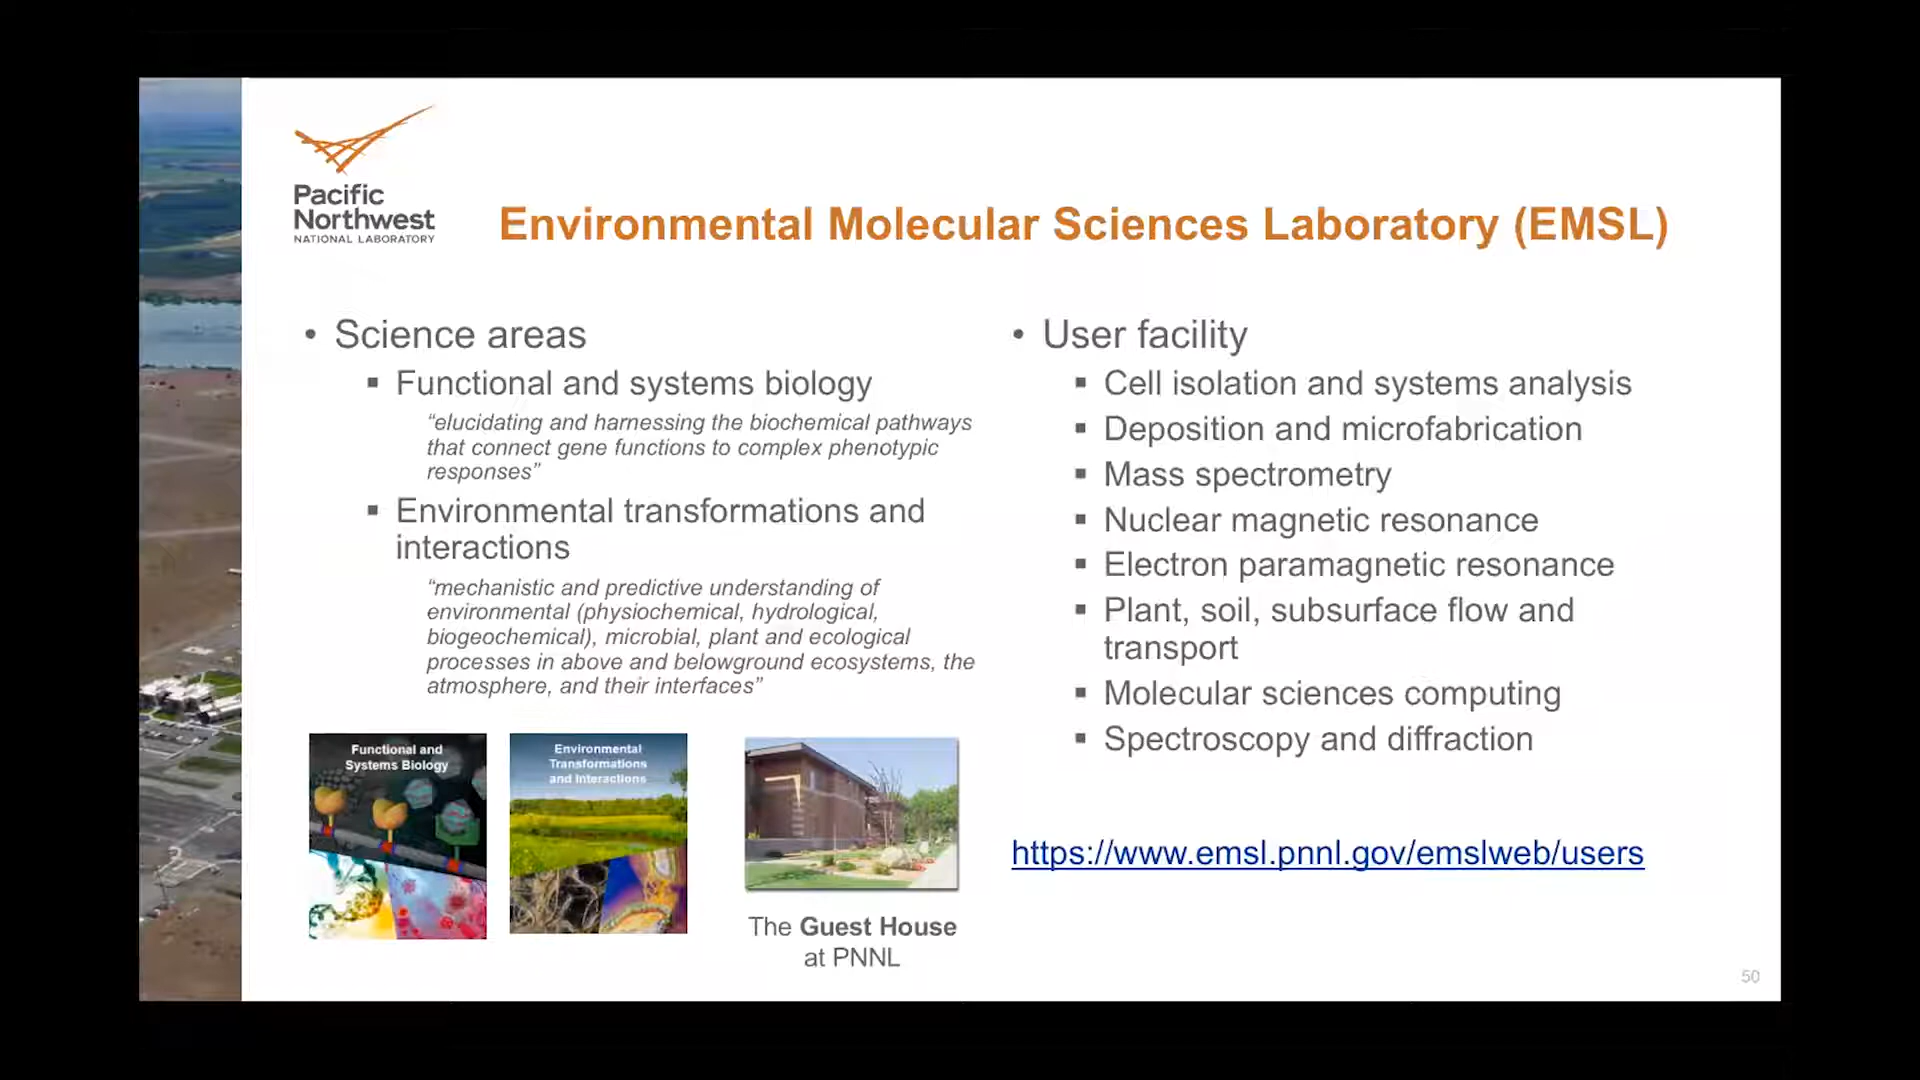 Pacific
Northwest
NATIONAL LABORATORY
Environmental Molecular Sciences Laboratory (EMSL)
• Science areas
▪ Functional and systems biology
“elucidating and harnessing the biochemical pathways
that connect gene functions to complex phenotypic
responses”
▪ Environmental transformations and
interactions
“mechanistic and predictive understanding of
environmental (physiochemical, hydrological,
biogeochemical), microbial, plant and ecological
processes in above and belowground ecosystems, the
atmosphere, and their interfaces”
Functional and
Systems Biology
Environmental
Transformations
and Interactions
The Guest House
at PNNL
• User facility
▪ Cell isolation and systems analysis
▪ Deposition and microfabrication
▪ Mass spectrometry
▪ Nuclear magnetic resonance
▪ Electron paramagnetic resonance
▪ Plant, soil, subsurface flow and
transport
▪ Molecular sciences computing
▪ Spectroscopy and diffraction
https://www.emsl.pnnl.gov/emslweb/users
50